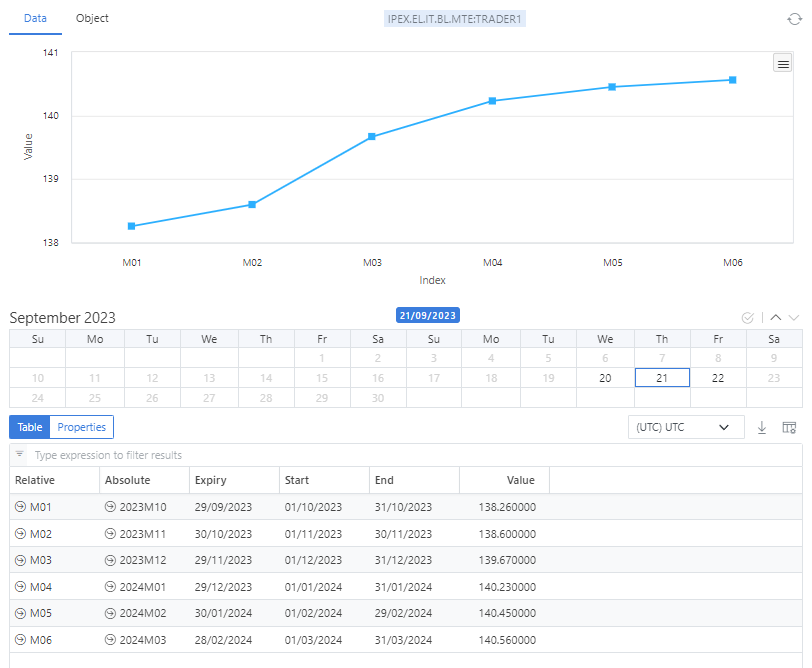 Data Object IPEX.EL.IT.BL.MTE:TRADER1
141
140
139
138
Value
M01 M02 M03 M04 M05 M06
Index
September 2023 21/09/2023
Su Mo Tu We Th Fr Sa Su Mo Tu We Th Fr Sa
1 2 3 4 5 6 7 8 9
10 11 12 13 14 15 16 17 18 19 20 21 22 23
24 25 26 27 28 29 30
Table Properties (UTC) UTC
Type expression to filter results
Relative Absolute Expiry Start End Value
M01 2023M10 29/09/2023 01/10/2023 31/10/2023 138.260000
M02 2023M11 30/10/2023 01/11/2023 30/11/2023 138.600000
M03 2023M12 29/11/2023 01/12/2023 31/12/2023 139.670000
M04 2024M01 29/12/2023 01/01/2024 31/01/2024 140.230000
M05 2024M02 30/01/2024 01/02/2024 29/02/2024 140.450000
M06 2024M03 28/02/2024 01/03/2024 31/03/2024 140.560000